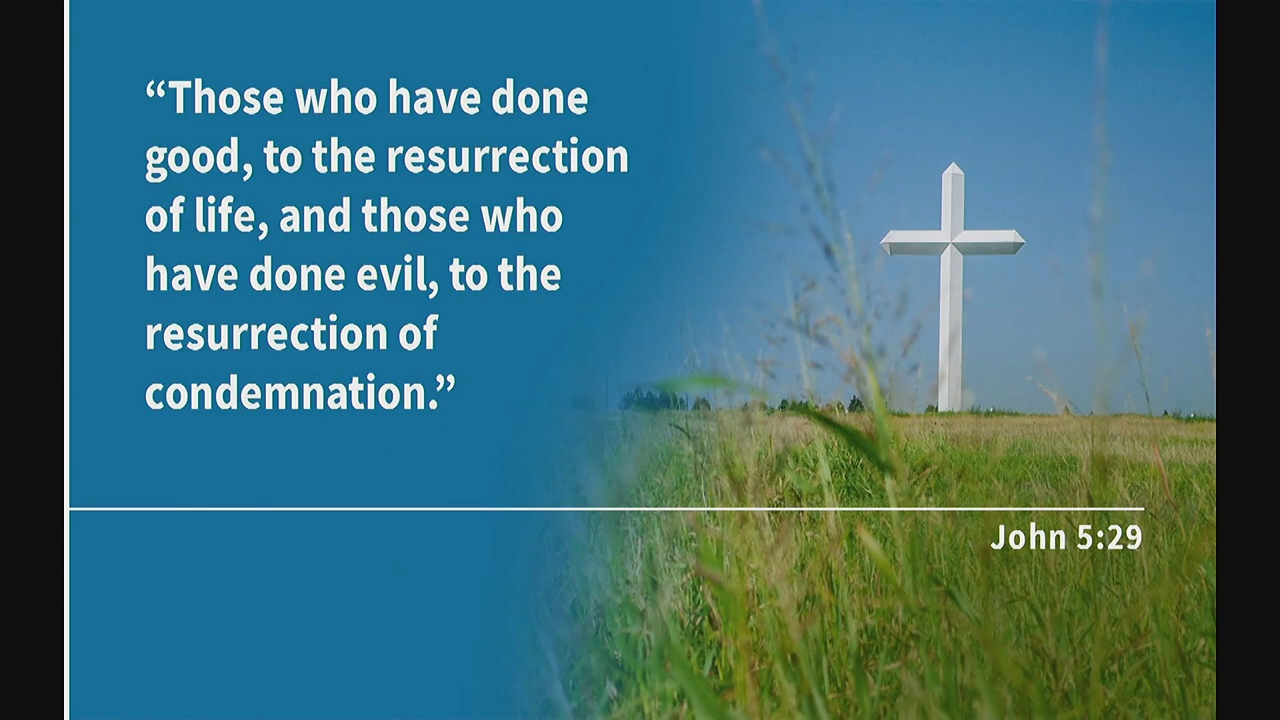 “Those who have done
good, to the resurrection
of life, and those who
have done evil, to the
resurrection of
condemnation.”
John 5:29